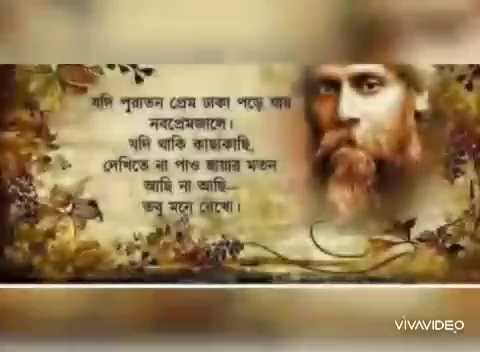 যদি পুরাতন প্রেম ঢাকা পড়ে যায়
নবপ্রেমজালে।
যদি থাকি কাছাকাছি,
দেখিতে না পাও ছায়ার মতন
আছি না আছি—
তবু মনে রেখো।
VIVAVIDEO